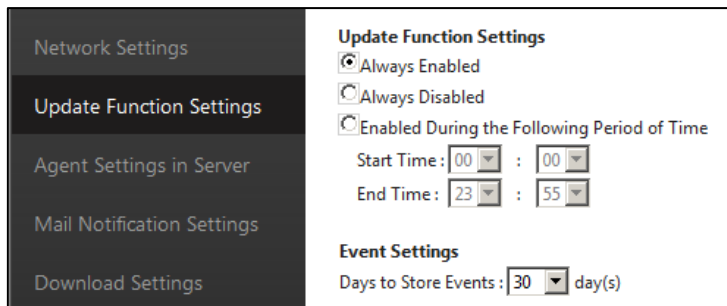 Network Settings
Update Function Settings
Agent Settings in Server
Mail Notification Settings
Download Settings
Update Function Settings
Always Enabled
Always Disabled
Enabled During the Following Period of Time
Start Time : 00 : 00
End Time : 23 : 55
Event Settings
Days to Store Events : 30 day(s)